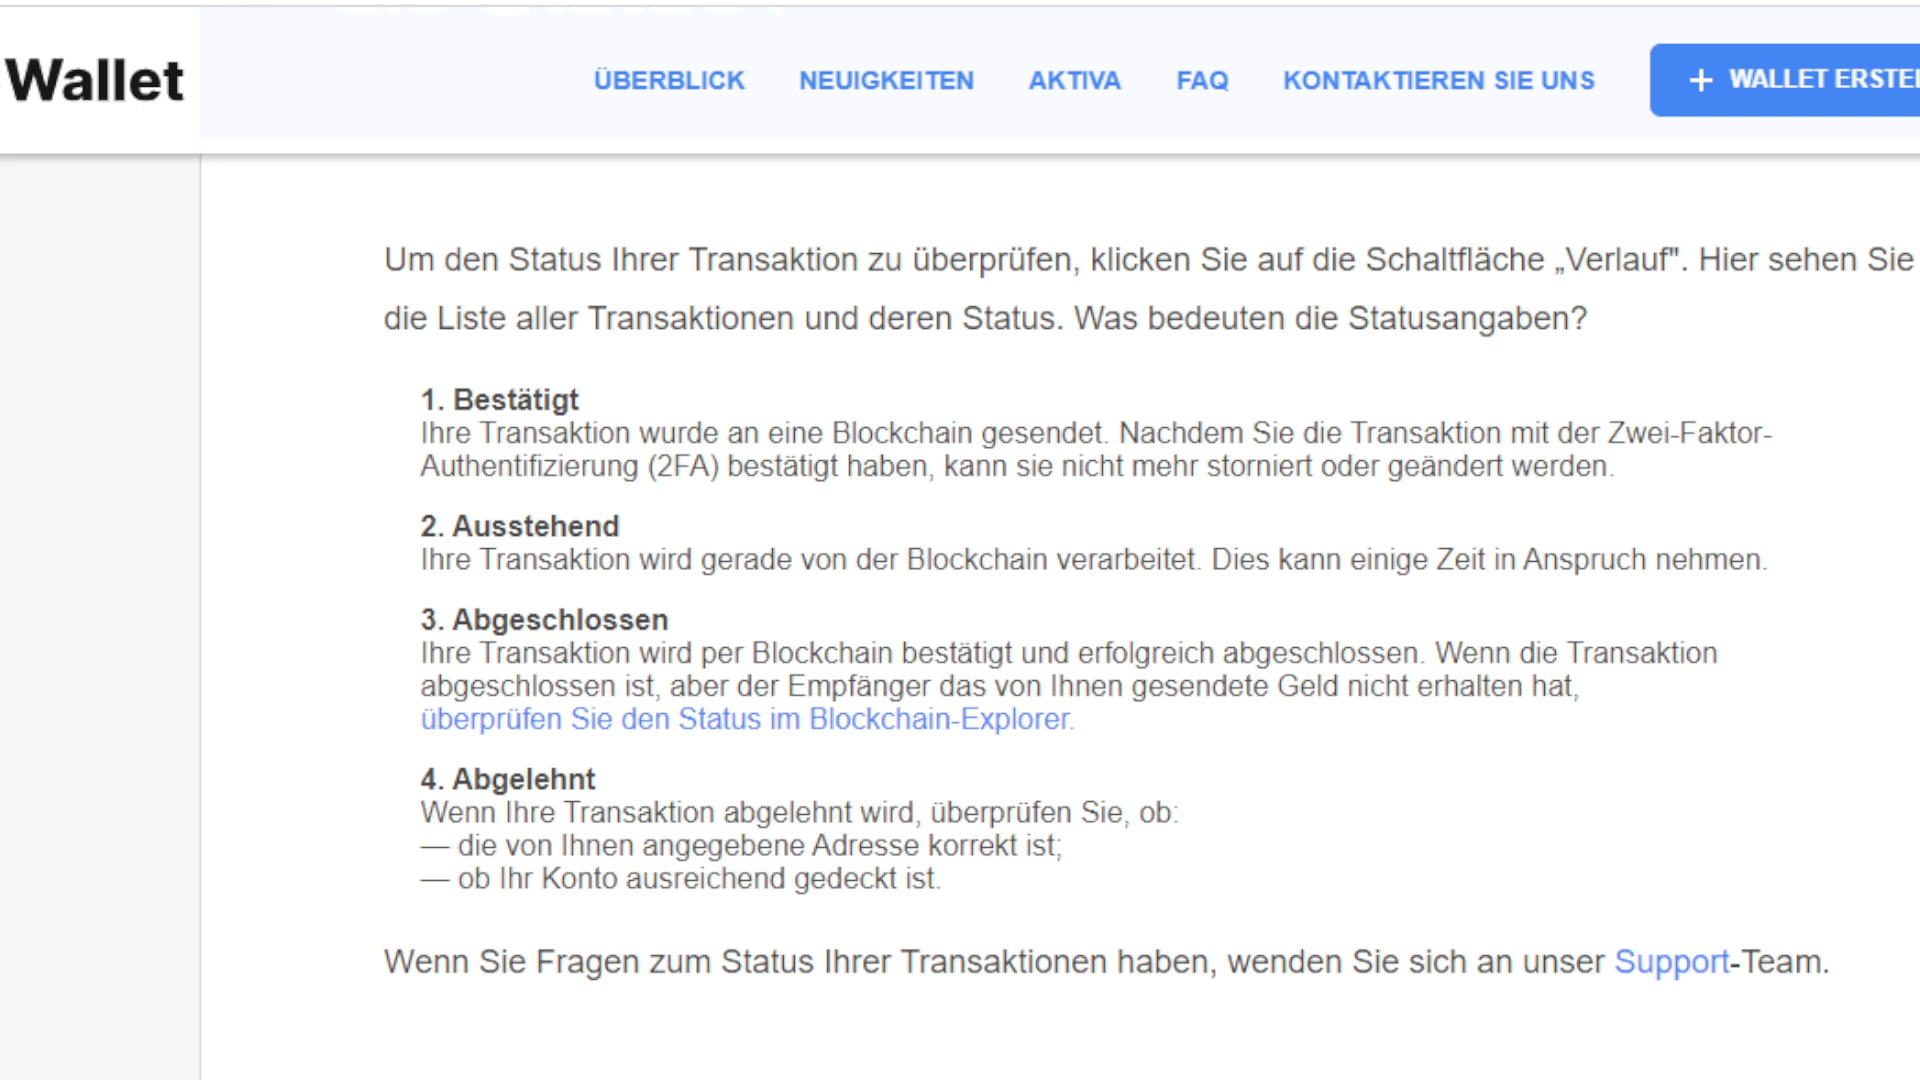 Wallet
ÜBERBLICK NEUIGKEITEN AKTIVA FAQ KONTAKTIEREN SIE UNS + WALLET ERSTEL
Um den Status Ihrer Transaktion zu überprüfen, klicken Sie auf die Schaltfläche „Verlauf". Hier sehen Sie
die Liste aller Transaktionen und deren Status. Was bedeuten die Statusangaben?
1. Bestätigt
Ihre Transaktion wurde an eine Blockchain gesendet. Nachdem Sie die Transaktion mit der Zwei-Faktor-
Authentifizierung (2FA) bestätigt haben, kann sie nicht mehr storniert oder geändert werden.
2. Ausstehend
Ihre Transaktion wird gerade von der Blockchain verarbeitet. Dies kann einige Zeit in Anspruch nehmen.
3. Abgeschlossen
Ihre Transaktion wird per Blockchain bestätigt und erfolgreich abgeschlossen. Wenn die Transaktion
abgeschlossen ist, aber der Empfänger das von Ihnen gesendete Geld nicht erhalten hat,
überprüfen Sie den Status im Blockchain-Explorer.
4. Abgelehnt
Wenn Ihre Transaktion abgelehnt wird, überprüfen Sie, ob:
— die von Ihnen angegebene Adresse korrekt ist;
— ob Ihr Konto ausreichend gedeckt ist.
Wenn Sie Fragen zum Status Ihrer Transaktionen haben, wenden Sie sich an unser Support-Team.